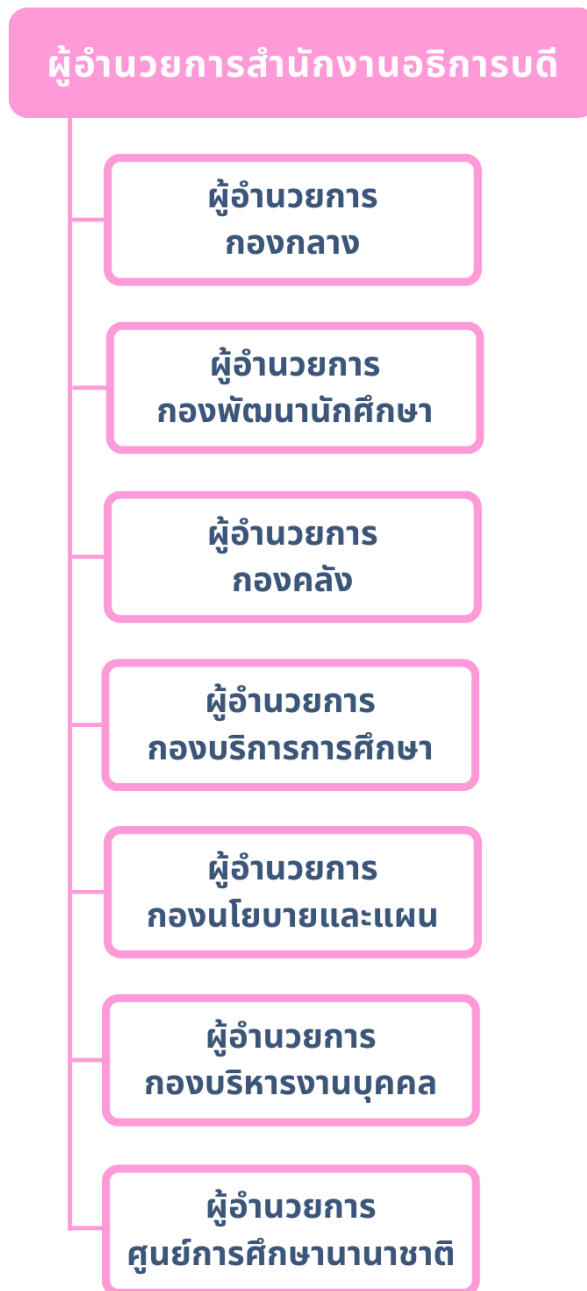 ผู้อำนวยการสำนักงานอธิการบดี
ผู้อำนวยการ
กองกลาง
ผู้อำนวยการ
กองพัฒนานักศึกษา
ผู้อำนวยการ
กองคลัง
ผู้อำนวยการ
กองบริการการศึกษา
ผู้อำนวยการ
กองนโยบายและแผน
ผู้อำนวยการ
กองบริหารงานบุคคล
ผู้อำนวยการ
ศูนย์การศึกษานานาชาติ